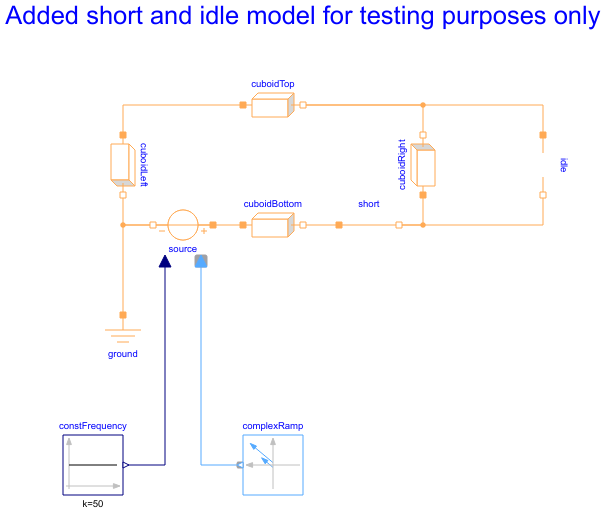 Added short and idle model for testing purposes only
cuboidTop
cuboidLeft
cuboidRight
idle
cuboidBottom
short
− +
source
ground
constFrequency
complexRamp
k=50